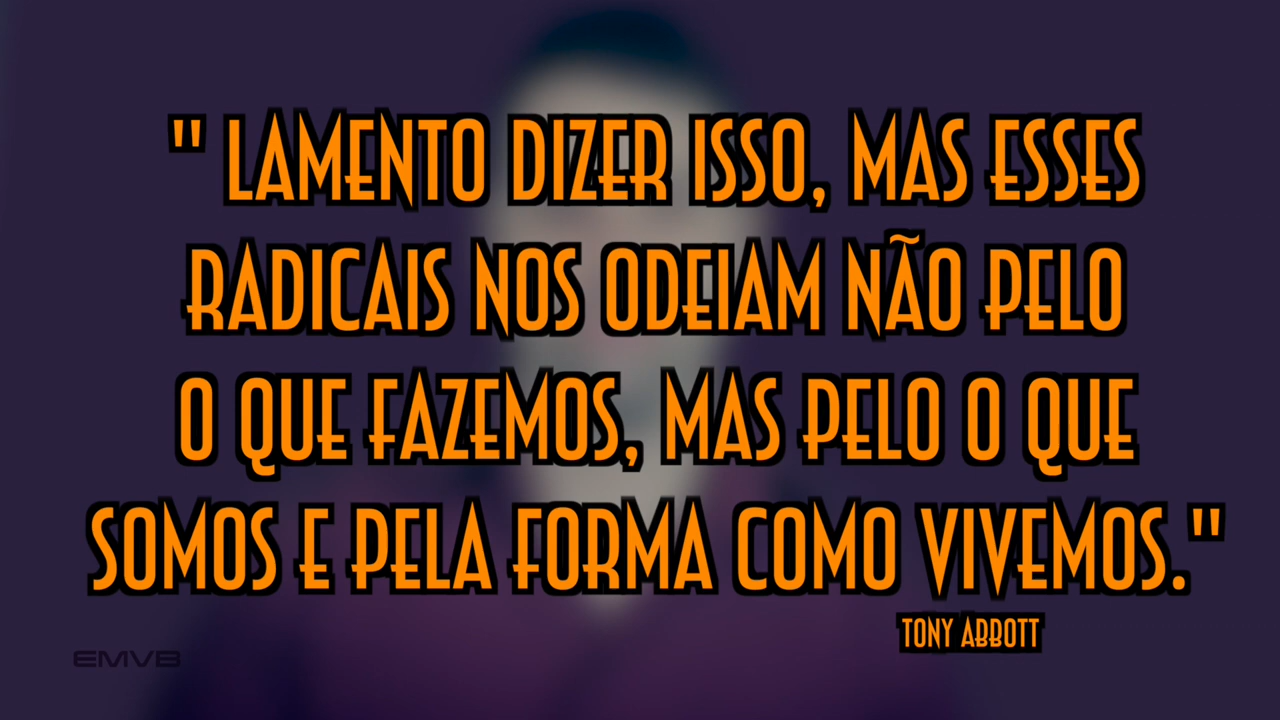 " LAMENTO DIZER ISSO, MAS ESSES
RADICAIS NOS ODEIAM NÃO PELO
O QUE FAZEMOS, MAS PELO O QUE
SOMOS E PELA FORMA COMO VIVEMOS."
TONY ABBOTT
EMVB